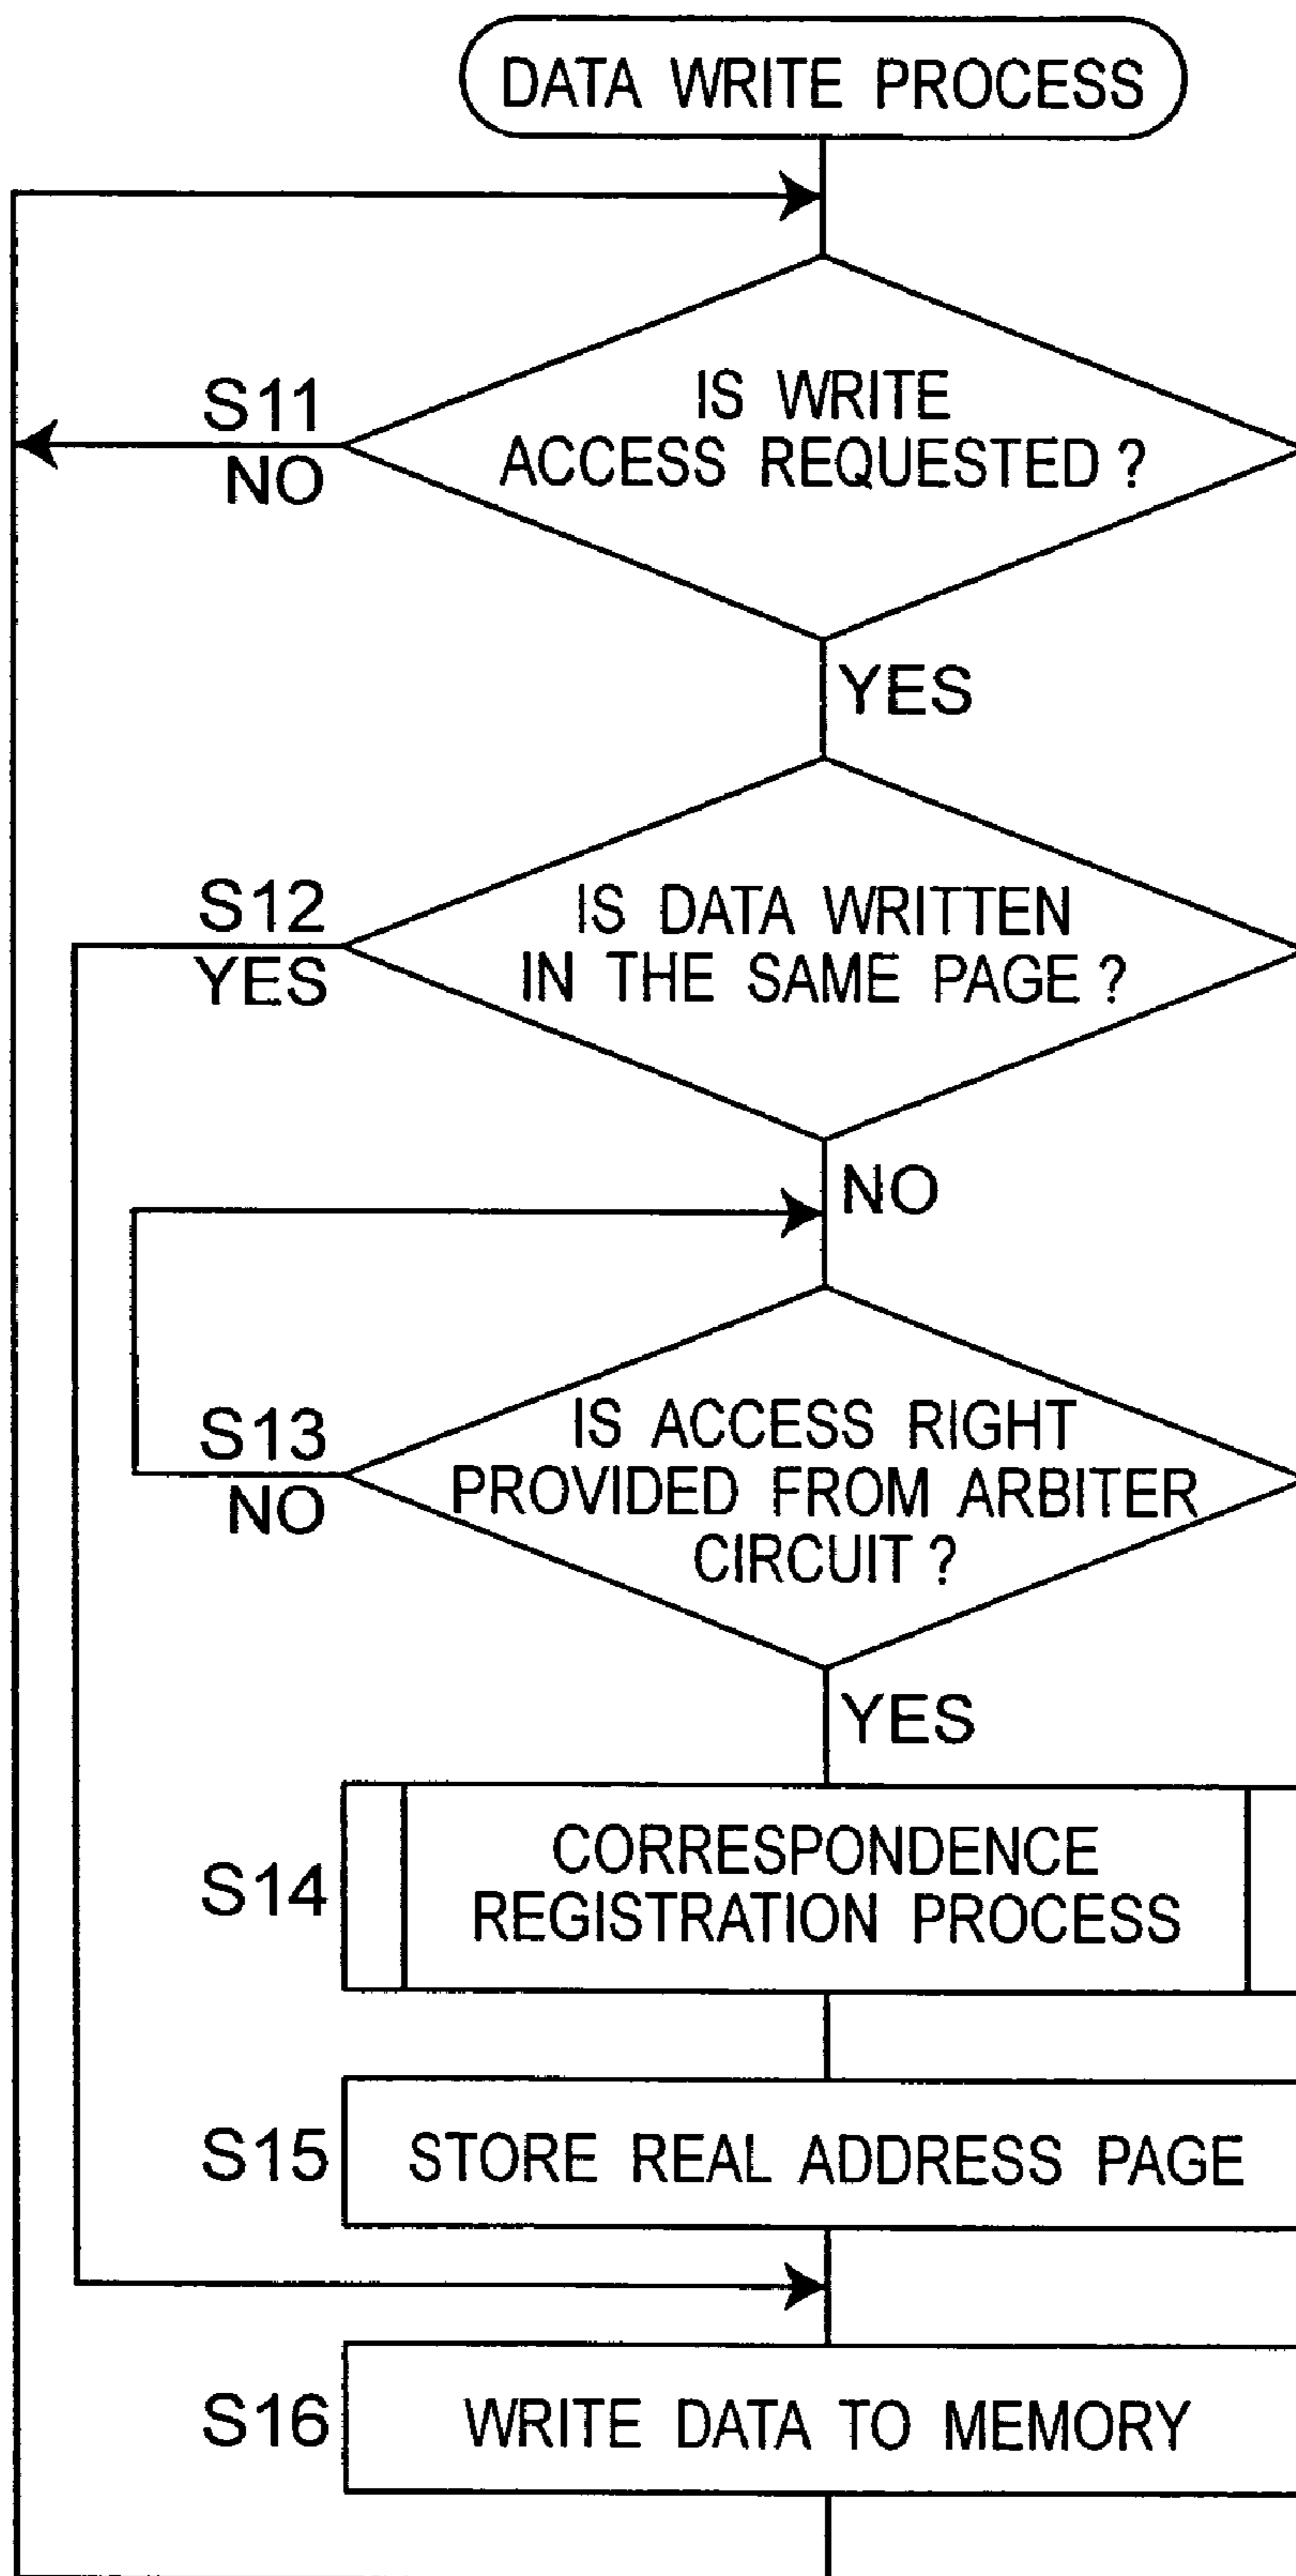 DATA WRITE PROCESS
S11
NO
IS WRITE
ACCESS REQUESTED ?
YES
S12
YES
IS DATA WRITTEN
IN THE SAME PAGE ?
NO
S13
NO
IS ACCESS RIGHT
PROVIDED FROM ARBITER
CIRCUIT ?
YES
S14
CORRESPONDENCE
REGISTRATION PROCESS
S15
STORE REAL ADDRESS PAGE
S16
WRITE DATA TO MEMORY